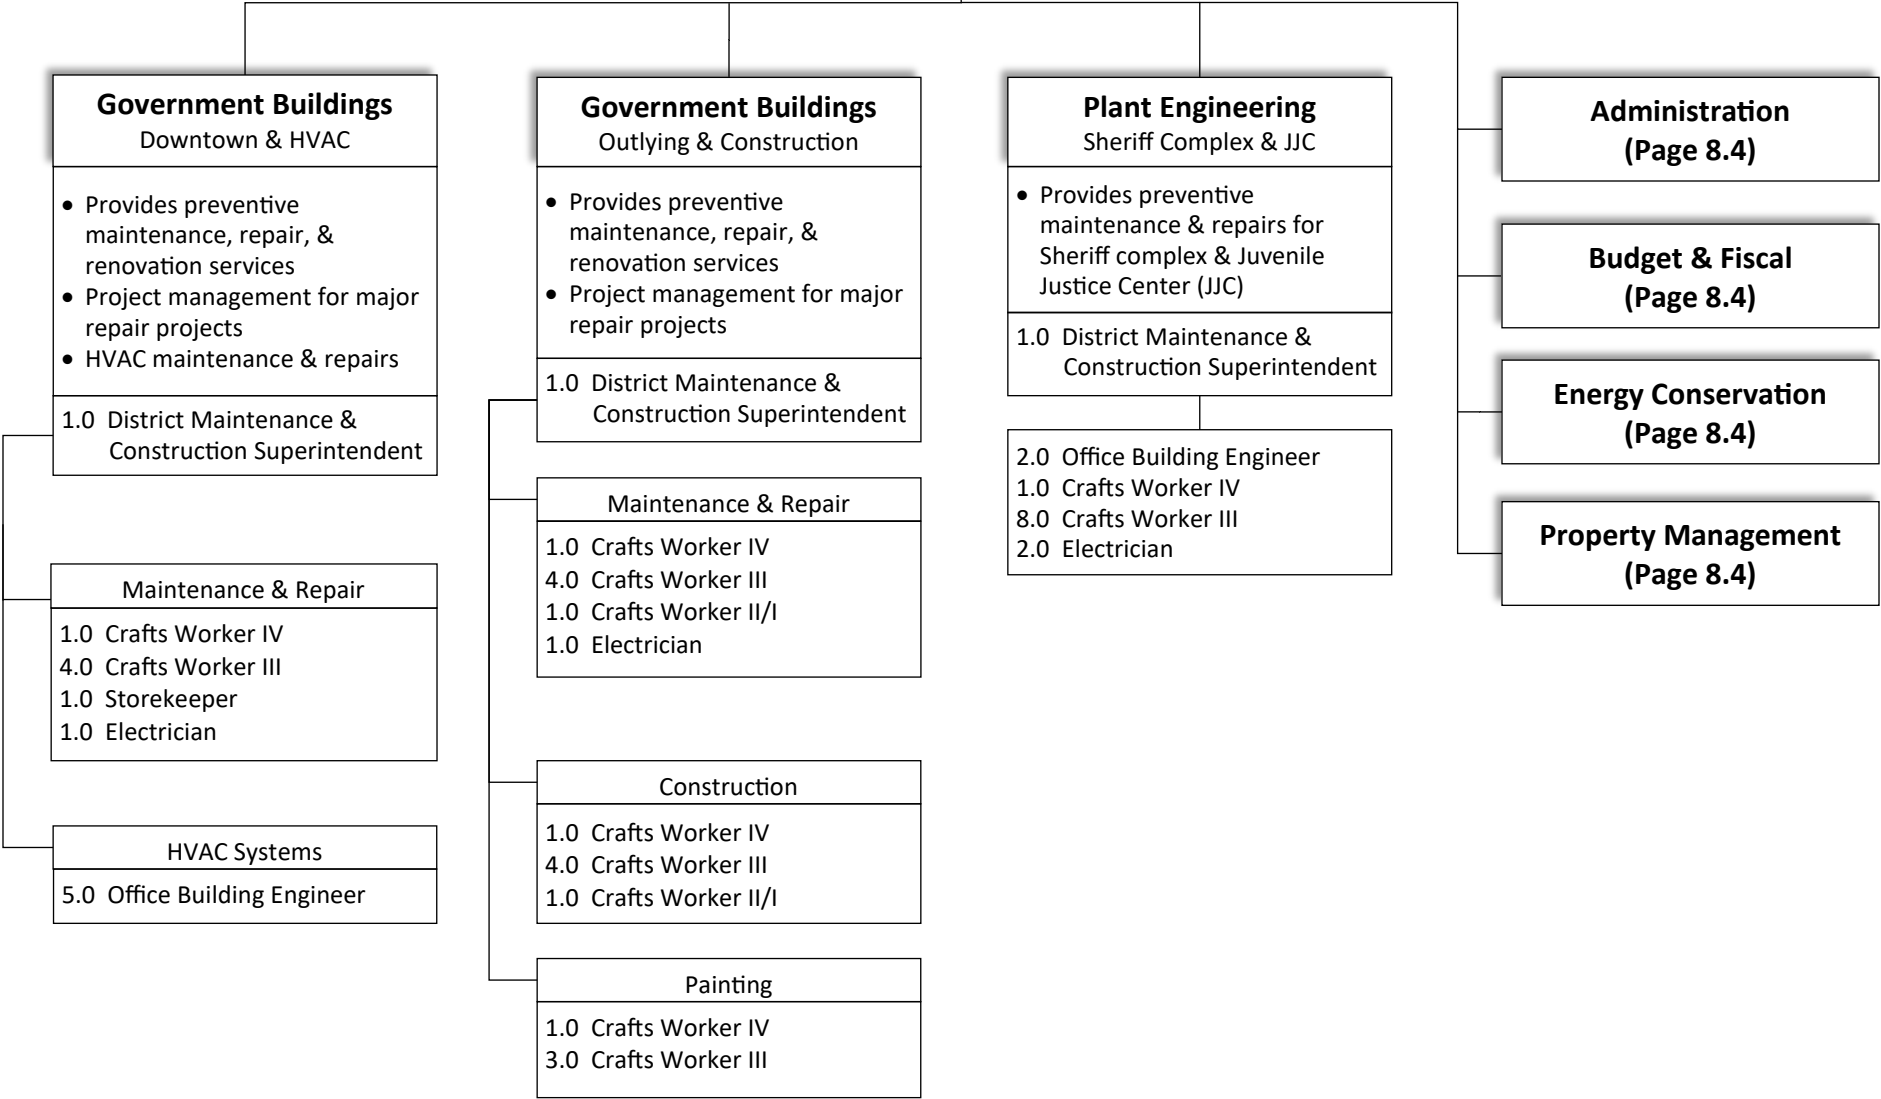 Government Buildings
Downtown & HVAC
• Provides preventive
maintenance, repair, &
renovation services
• Project management for major
repair projects
• HVAC maintenance & repairs
1.0 District Maintenance &
Construction Superintendent
Maintenance & Repair
1.0 Crafts Worker IV
4.0 Crafts Worker III
1.0 Storekeeper
1.0 Electrician
HVAC Systems
5.0 Office Building Engineer
Government Buildings
Outlying & Construction
• Provides preventive
maintenance, repair, &
renovation services
• Project management for major
repair projects
1.0 District Maintenance &
Construction Superintendent
Maintenance & Repair
1.0 Crafts Worker IV
4.0 Crafts Worker III
1.0 Crafts Worker II/I
1.0 Electrician
Construction
1.0 Crafts Worker IV
4.0 Crafts Worker III
1.0 Crafts Worker II/I
Painting
1.0 Crafts Worker IV
3.0 Crafts Worker III
Plant Engineering
Sheriff Complex & JJC
• Provides preventive
maintenance & repairs for
Sheriff complex & Juvenile
Justice Center (JJC)
1.0 District Maintenance &
Construction Superintendent
2.0 Office Building Engineer
1.0 Crafts Worker IV
8.0 Crafts Worker III
2.0 Electrician
Administration
(Page 8.4)
Budget & Fiscal
(Page 8.4)
Energy Conservation
(Page 8.4)
Property Management
(Page 8.4)